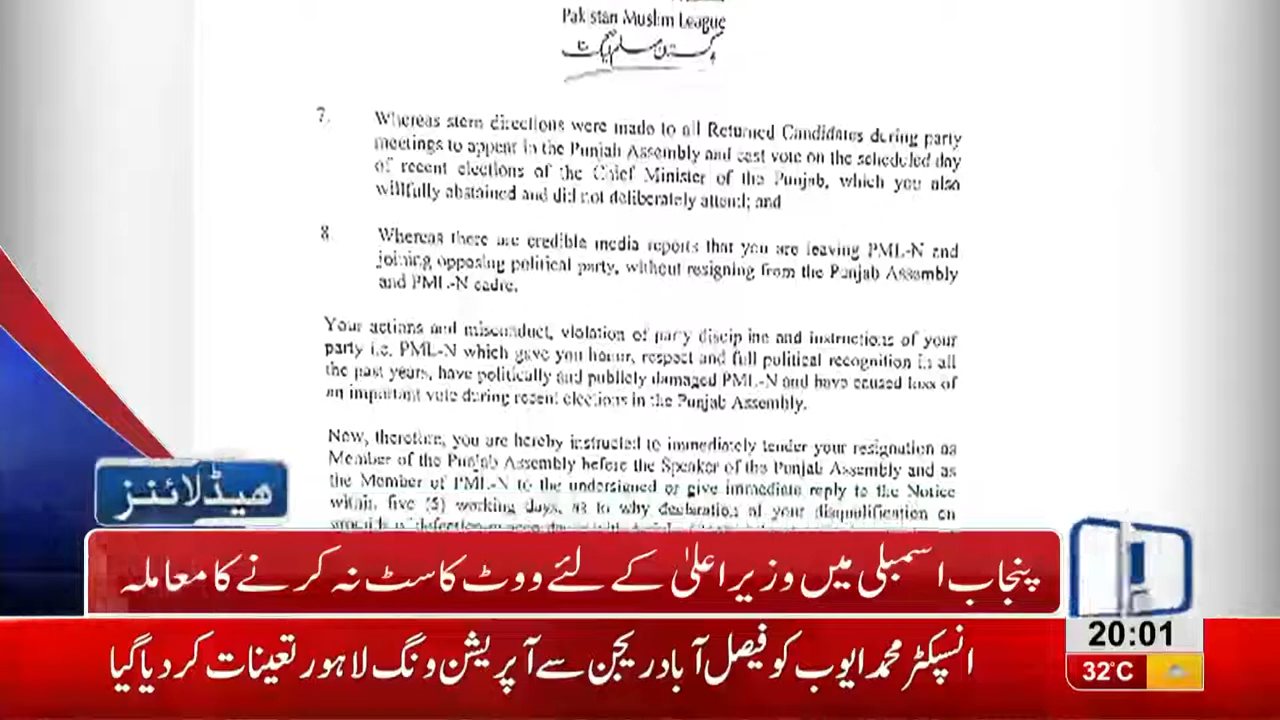 Pakistan Muslim League
پاکستان مسلم لیگ
7. Whereas stern directions were made to all Returned Candidates during party
meetings to appear in the Punjab Assembly and cast vote on the scheduled day
of recent elections of the Chief Minister of the Punjab, which you also
willfully abstained and did not deliberately attend; and
8. Whereas there are credible media reports that you are leaving PML-N and
joining opposing political party, without resigning from the Punjab Assembly
and PML-N cadre.
Your actions and misconduct, violation of party discipline and instructions of your
party i.e. PML-N which gave you honur, respect and full political recognition in all
the past years, have politically and publicly damaged PML-N and have caused loss of
an important vote during recent elections in the Punjab Assembly.
Now, therefore, you are hereby instructed to immediately tender your resignation as
Member of the Punjab Assembly before the Speaker of the Punjab Assembly and as
the Member of PML-N to the undersigned or give immediate reply to the Notice
within five (5) working days, as to why declaration of your disqualification on
ہیڈلائنز
پنجاب اسمبلی میں وزیراعلیٰ کے لئے ووٹ کاسٹ نہ کرنے کا معاملہ
20:01
انسپکٹر محمد ایوب کو فیصل آباد ریجن سے آپریشن ونگ لاہور تعینات کر دیا گیا
32°C